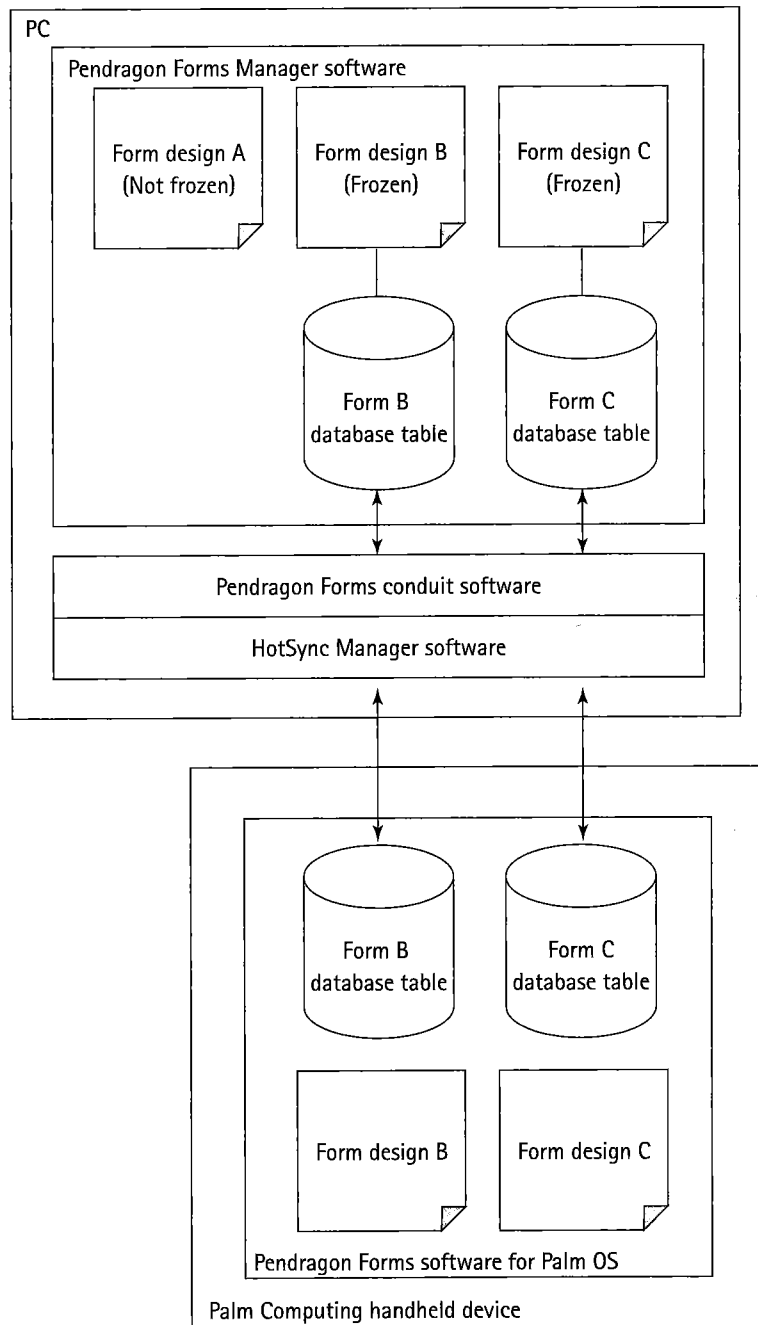 PC
Pendragon Forms Manager software
Form design A
(Not frozen)
Form design B
(Frozen)
Form design C
(Frozen)
Form B
database table
Form C
database table
Pendragon Forms conduit software
HotSync Manager software
Form B
database table
Form C
database table
Form design B
Form design C
Pendragon Forms software for Palm OS
Palm Computing handheld device